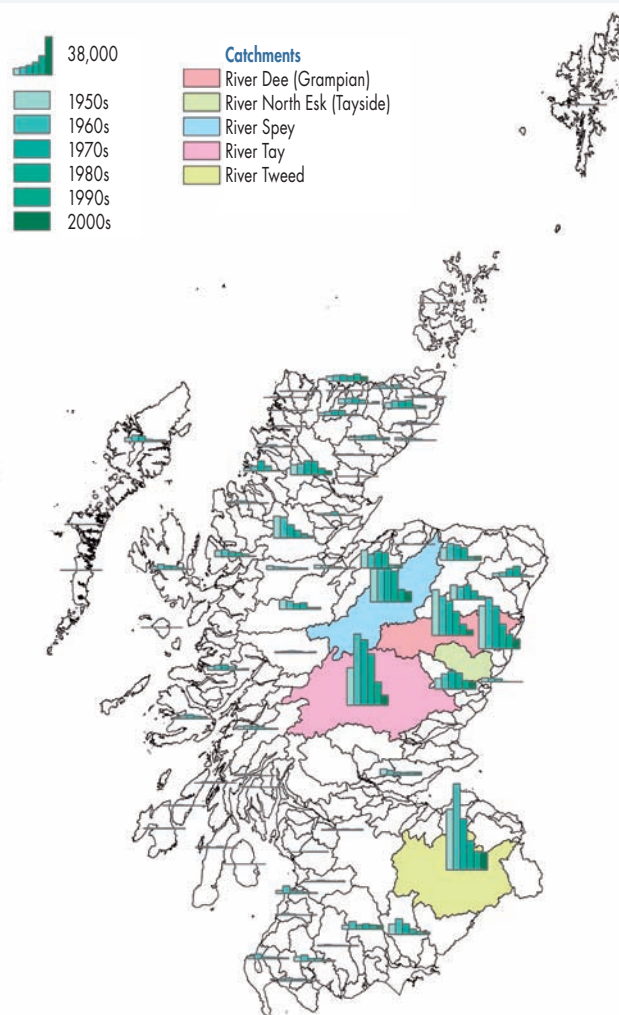 38,000
1950s
1960s
1970s
1980s
1990s
2000s
Catchments
River Dee (Grampian)
River North Esk (Tayside)
River Spey
River Tay
River Tweed